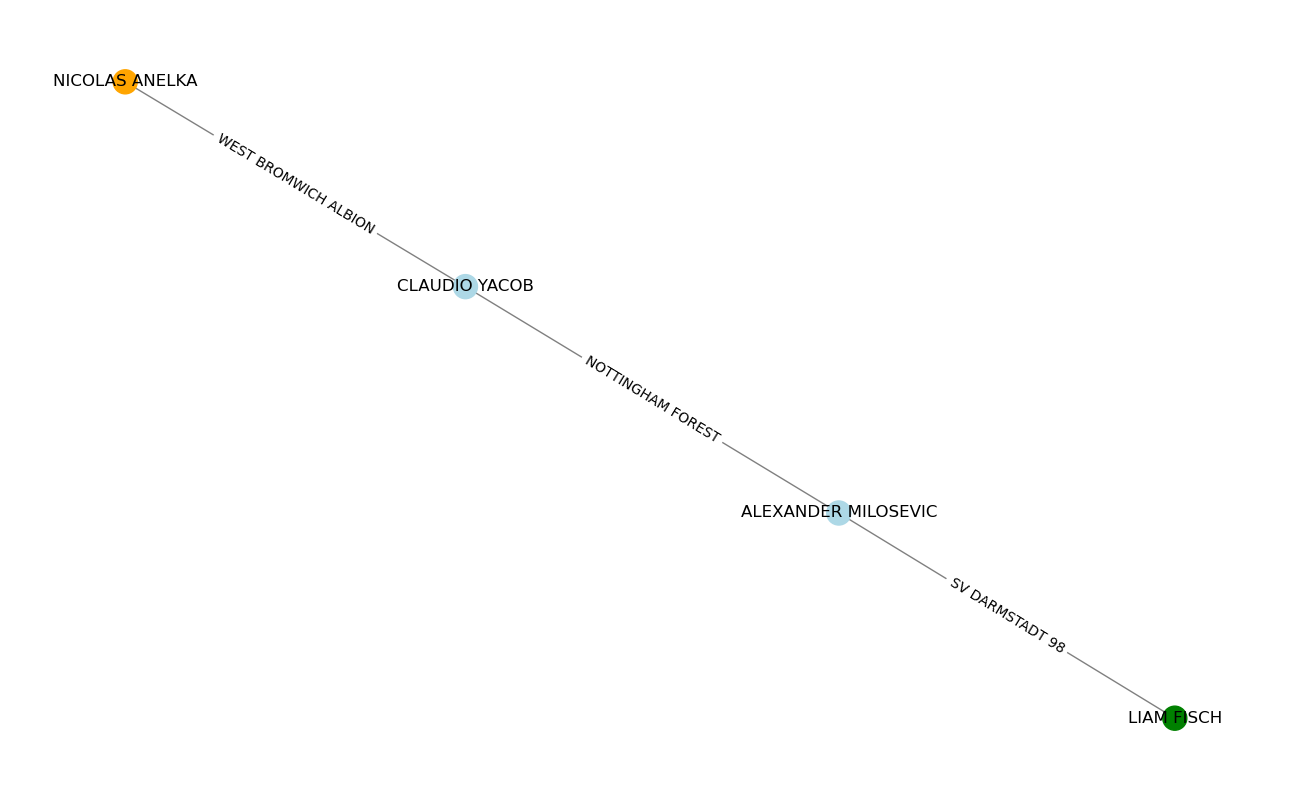 NICOLAS ANELKA
WEST BROMWICH ALBION
CLAUDIO YACOB
NOTTINGHAM FOREST
ALEXANDER MILOSEVIC
SV DARMSTADT 98
LIAM FISCH